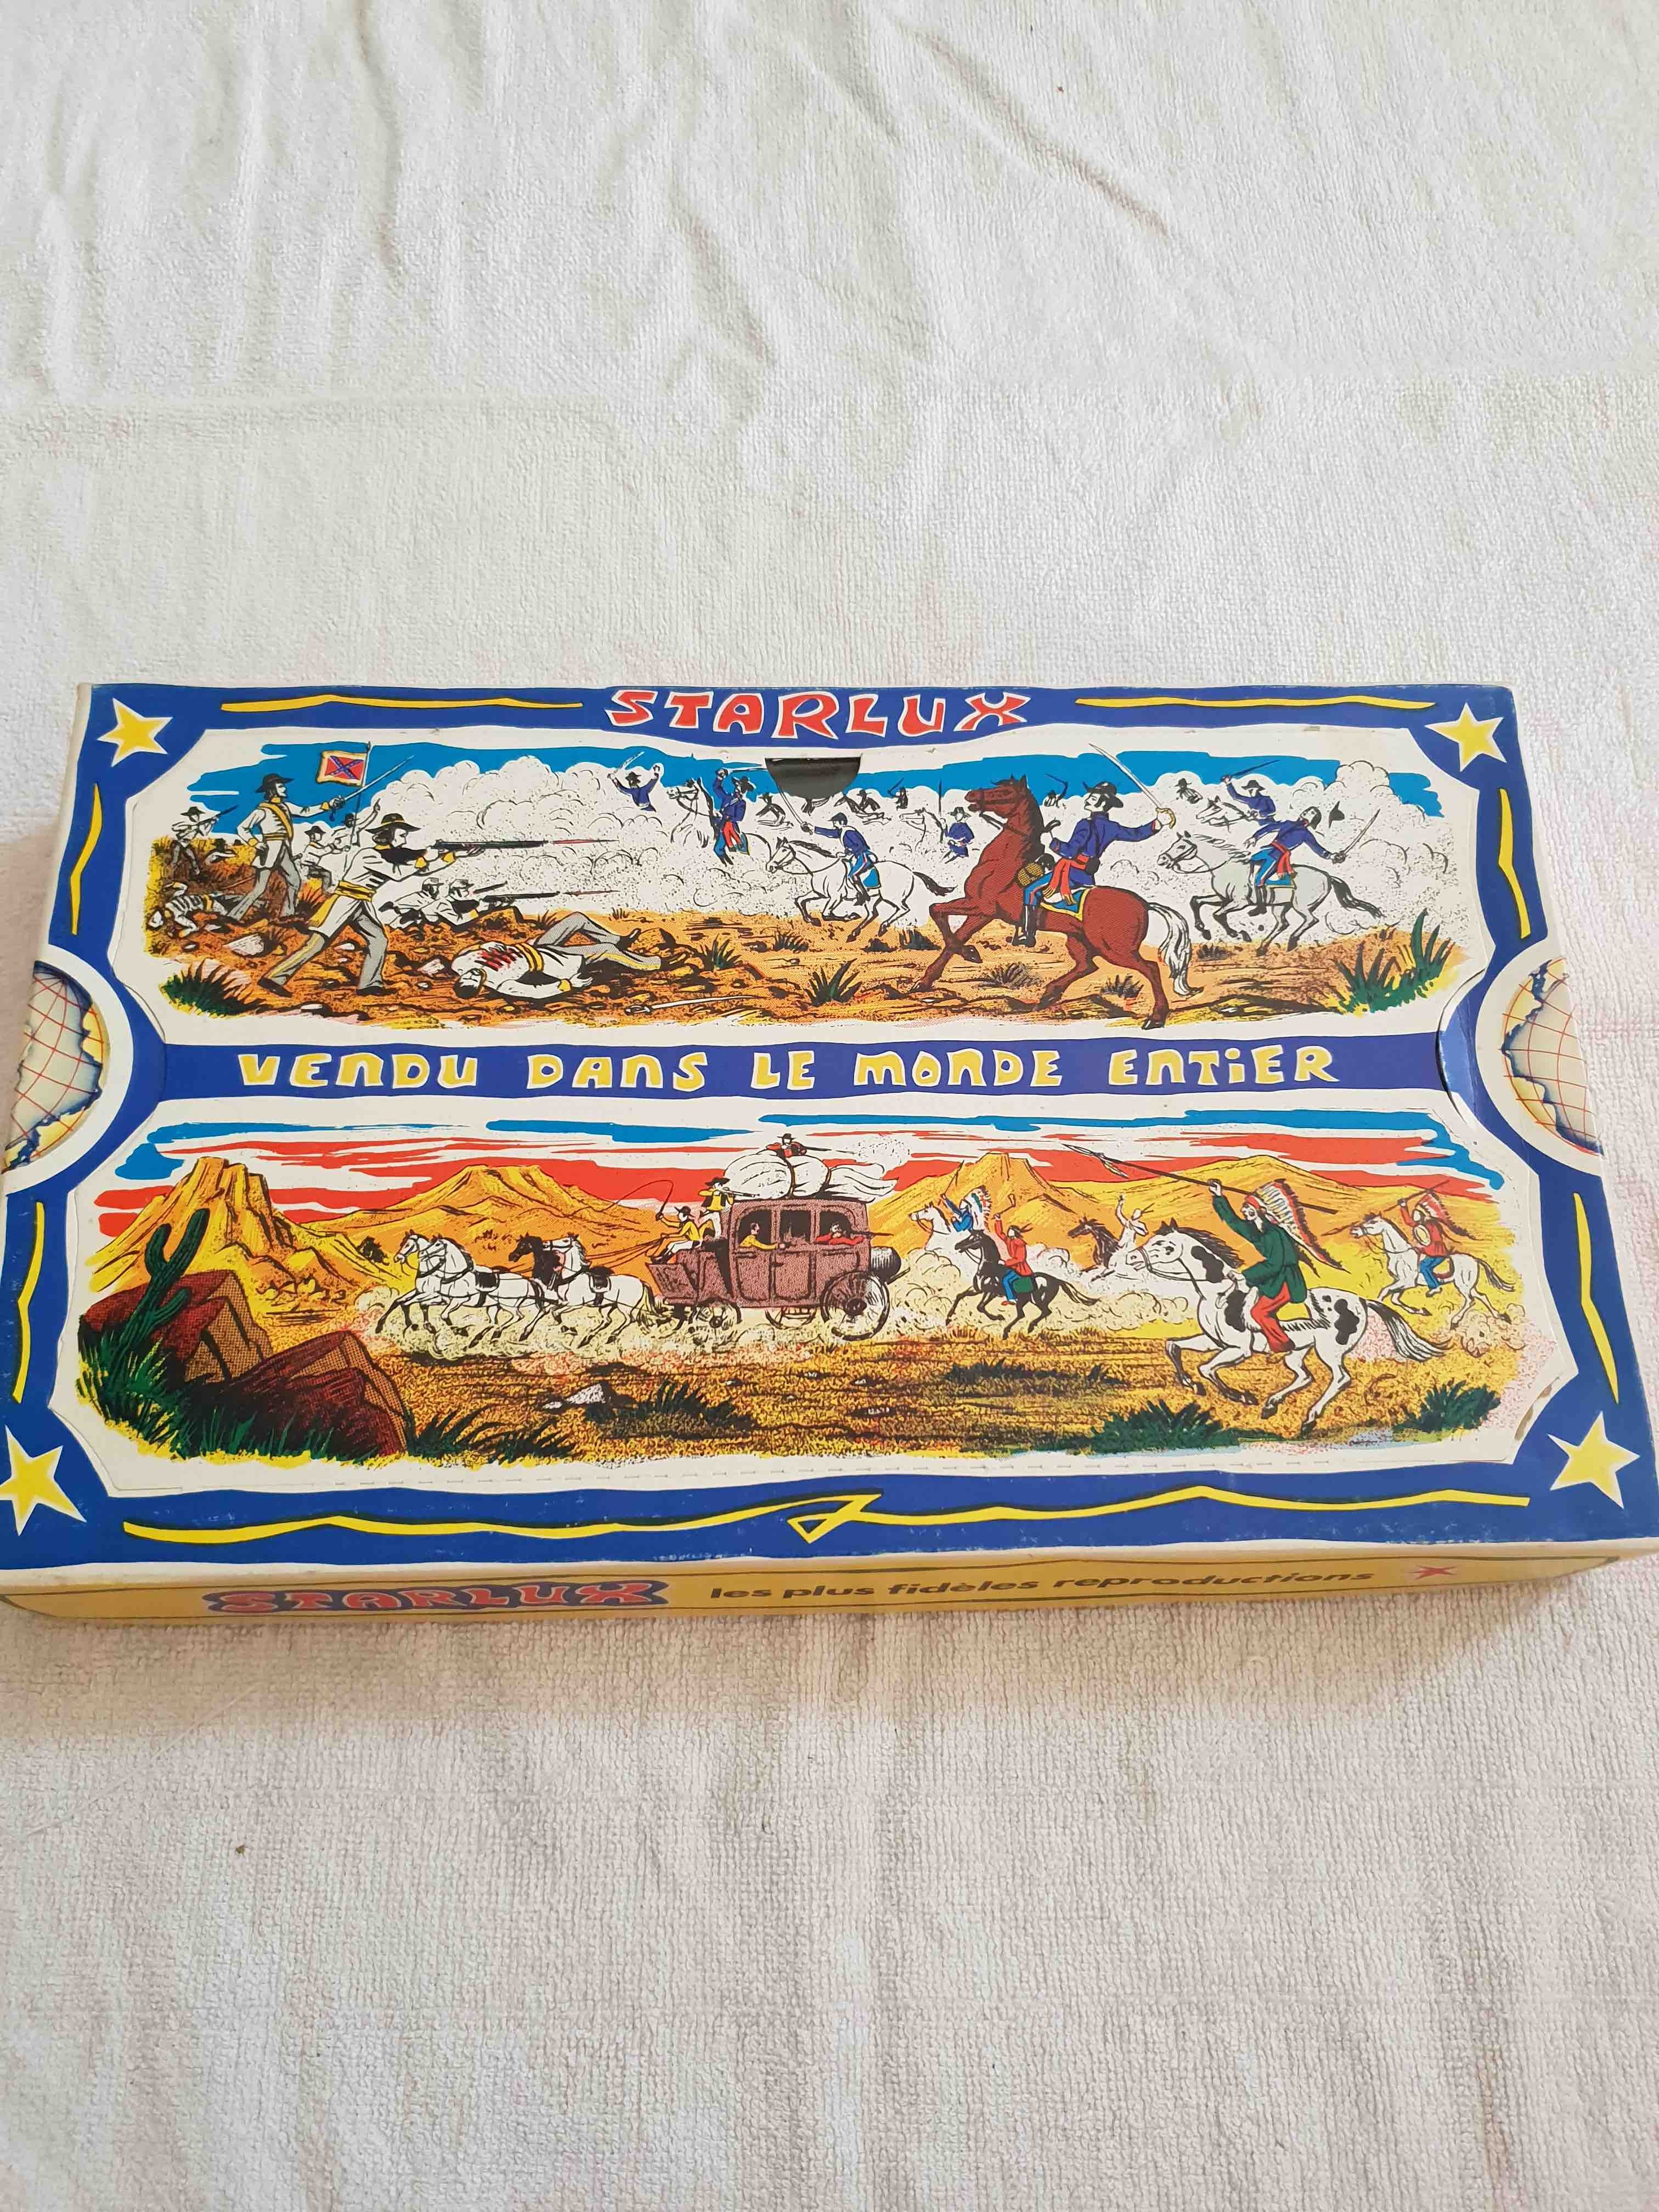 STARLUX
VENDU DANS LE MONDE ENTIER
STARLUX les plus fidèles reproductions